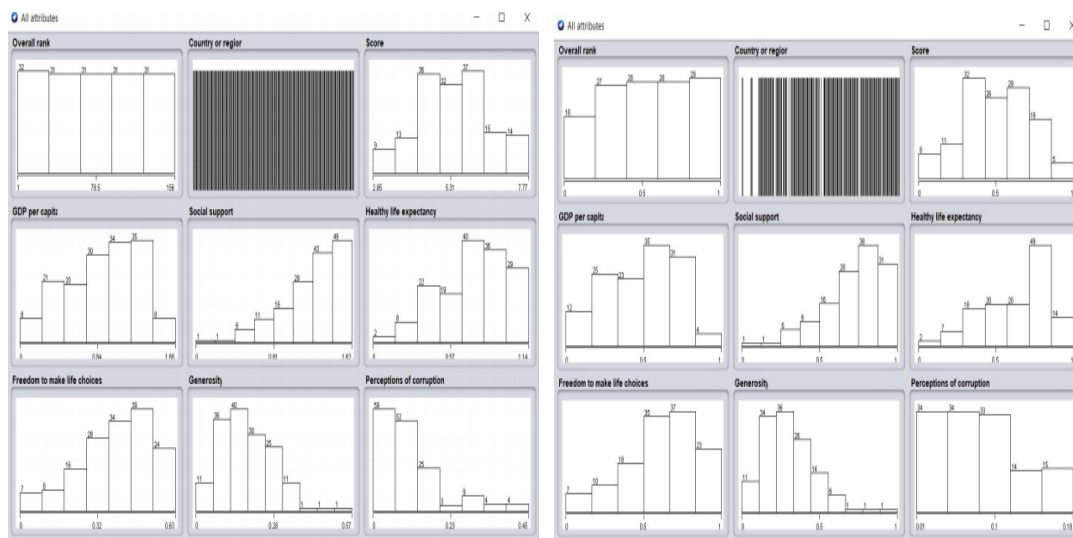 All attributes
Overall rank Country or region Score
32 31 31 31 31
9 13 36 32 37 15 14
1 78.5 156
2.85 5.31 7.77
GDP per capita Social support Healthy life expectancy
8 21 20 30 34 35 8
1 1 6 11 16 29 43 49
2 8 22 19 40 36 29
0 0.84 1.68
0 0.81 1.62
0 0.57 1.14
Freedom to make life choices Generosity Perceptions of corruption
7 8 16 28 34 39 24
11 36 40 30 25 11 1 1 1
59 52 25 3 9 4 4
0 0.32 0.63
0 0.28 0.57
0 0.23 0.45
All attributes
Overall rank Country or region Score
18 27 28 28 29
11 32 26 29 19 5
0 0.5 1
0 0.5 1
GDP per capita Social support Healthy life expectancy
12 25 23 35 31
1 1 6 9 16 28 38 31
2 7 18 20 20 49 14
0 0.5 1
0 0.5 1
0 0.5 1
Freedom to make life choices Generosity Perceptions of corruption
7 10 18 35 37 23
11 34 36 25 14 6 1 1 1
34 34 33 14 15
0 0.5 1
0 0.5 1
0.01 0.1